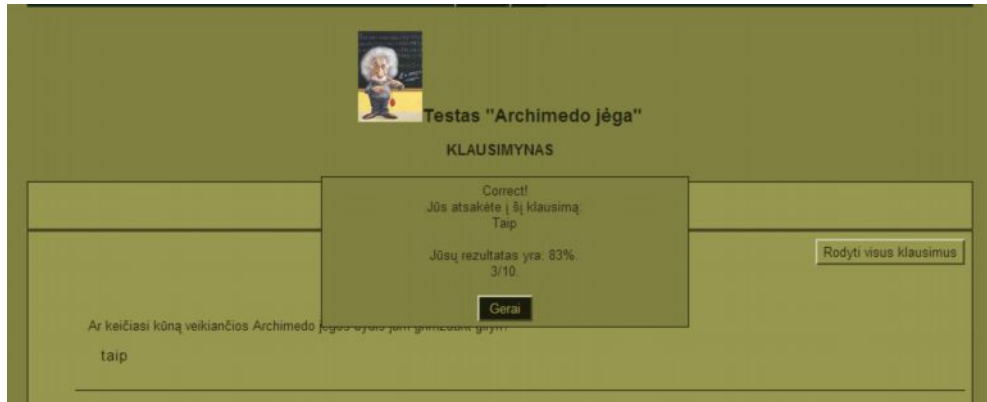 Testas "Archimedo jėga"
KLAUSIMYNAS
Correct!
Jūs atsakėte į šį klausimą:
Taip
Jūsų rezultatas yra: 83%.
3/10.
Gerai
Rodyti visus klausimus
Ar keičiasi kūną veikiančios Archimedo
taip